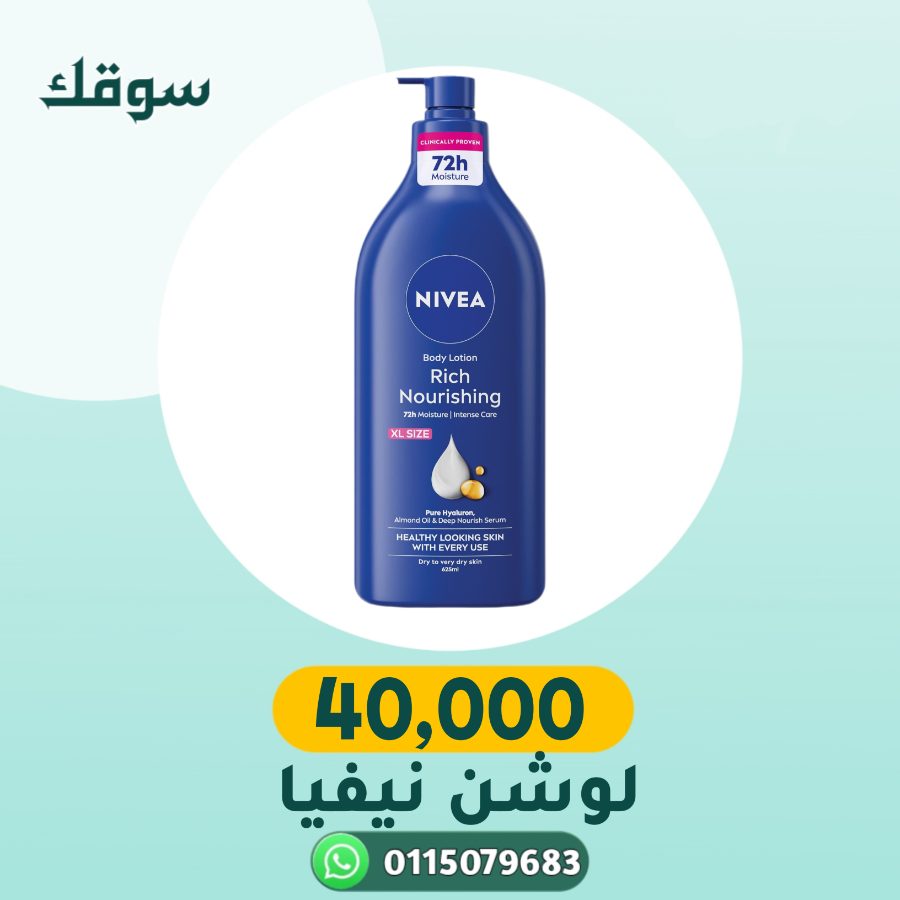 سوقك
CLINICALLY PROVEN
72h
Moisture
NIVEA
Body Lotion
Rich
Nourishing
72h Moisture | Intense Care
XL SIZE
Pure Hyaluron,
Almond Oil & Deep Nourish Serum
HEALTHY LOOKING SKIN
WITH EVERY USE
Dry to very dry skin
625ml
40,000
لوشن نيفيا
0115079683